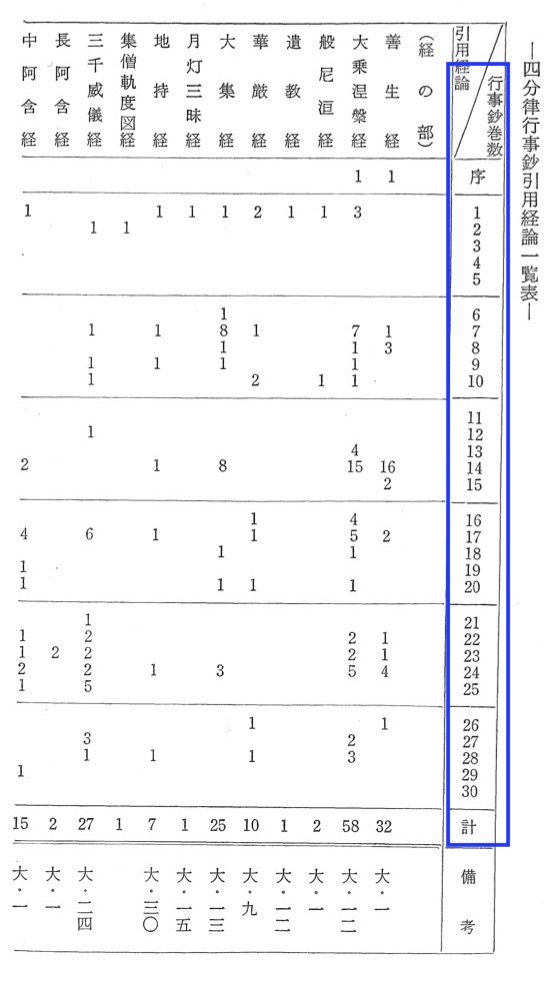 ―四分律行事鈔引用経論一覧表―
行事鈔巻数
引用経論
序 1 2 3 4 5 6 7 8 9 10 11 12 13 14 15 16 17 18 19 20 21 22 23 24 25 26 27 28 29 30 計 備考
(経の部)
善生経 1 1 3 16 2 2 1 1 4 1 32 大・一
大乗涅槃経 1 3 7 1 1 1 4 15 4 5 1 1 2 2 5 2 3 58 大・一二
般尼洹経 1 1 2 大・一
遺教経 1 1 大・一二
華厳経 2 1 2 1 1 1 1 1 10 大・九
大集経 1 1 8 1 1 8 1 1 3 25 大・一三
月灯三昧経 1 1 大・一五
地持経 1 1 1 1 1 1 1 7 大・三〇
集僧軌度図経 1 1
三千威儀経 1 1 1 1 1 6 1 2 2 2 5 3 1 27 大・二四
長阿含経 2 2 大・一
中阿含経 1 2 4 1 1 1 1 2 1 1 15 大・一